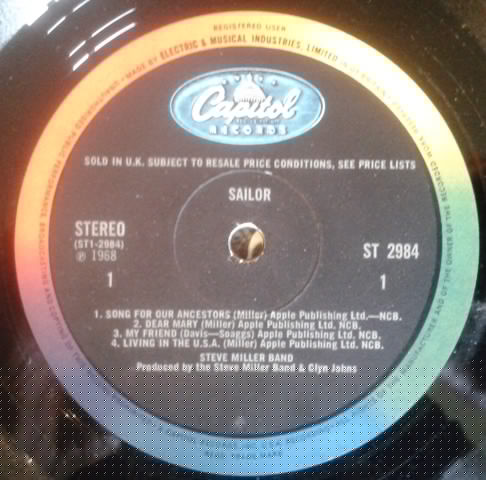 REGISTERED USER
MADE BY ELECTRIC & MUSICAL INDUSTRIES, LIMITED
Capitol
RECORDS
SOLD IN U.K. SUBJECT TO RESALE PRICE CONDITIONS, SEE PRICE LISTS
SAILOR
STEREO
(ST1-2984)
℗ 1968
1
ST 2984
1
1. SONG FOR OUR ANCESTORS (Miller) Apple Publishing Ltd.—NCB.
2. DEAR MARY (Miller) Apple Publishing Ltd. NCB.
3. MY FRIEND (Davis—Scaggs) Apple Publishing Ltd. NCB.
4. LIVING IN THE U.S.A. (Miller) Apple Publishing Ltd. NCB.
STEVE MILLER BAND
Produced by the Steve Miller Band & Glyn Johns